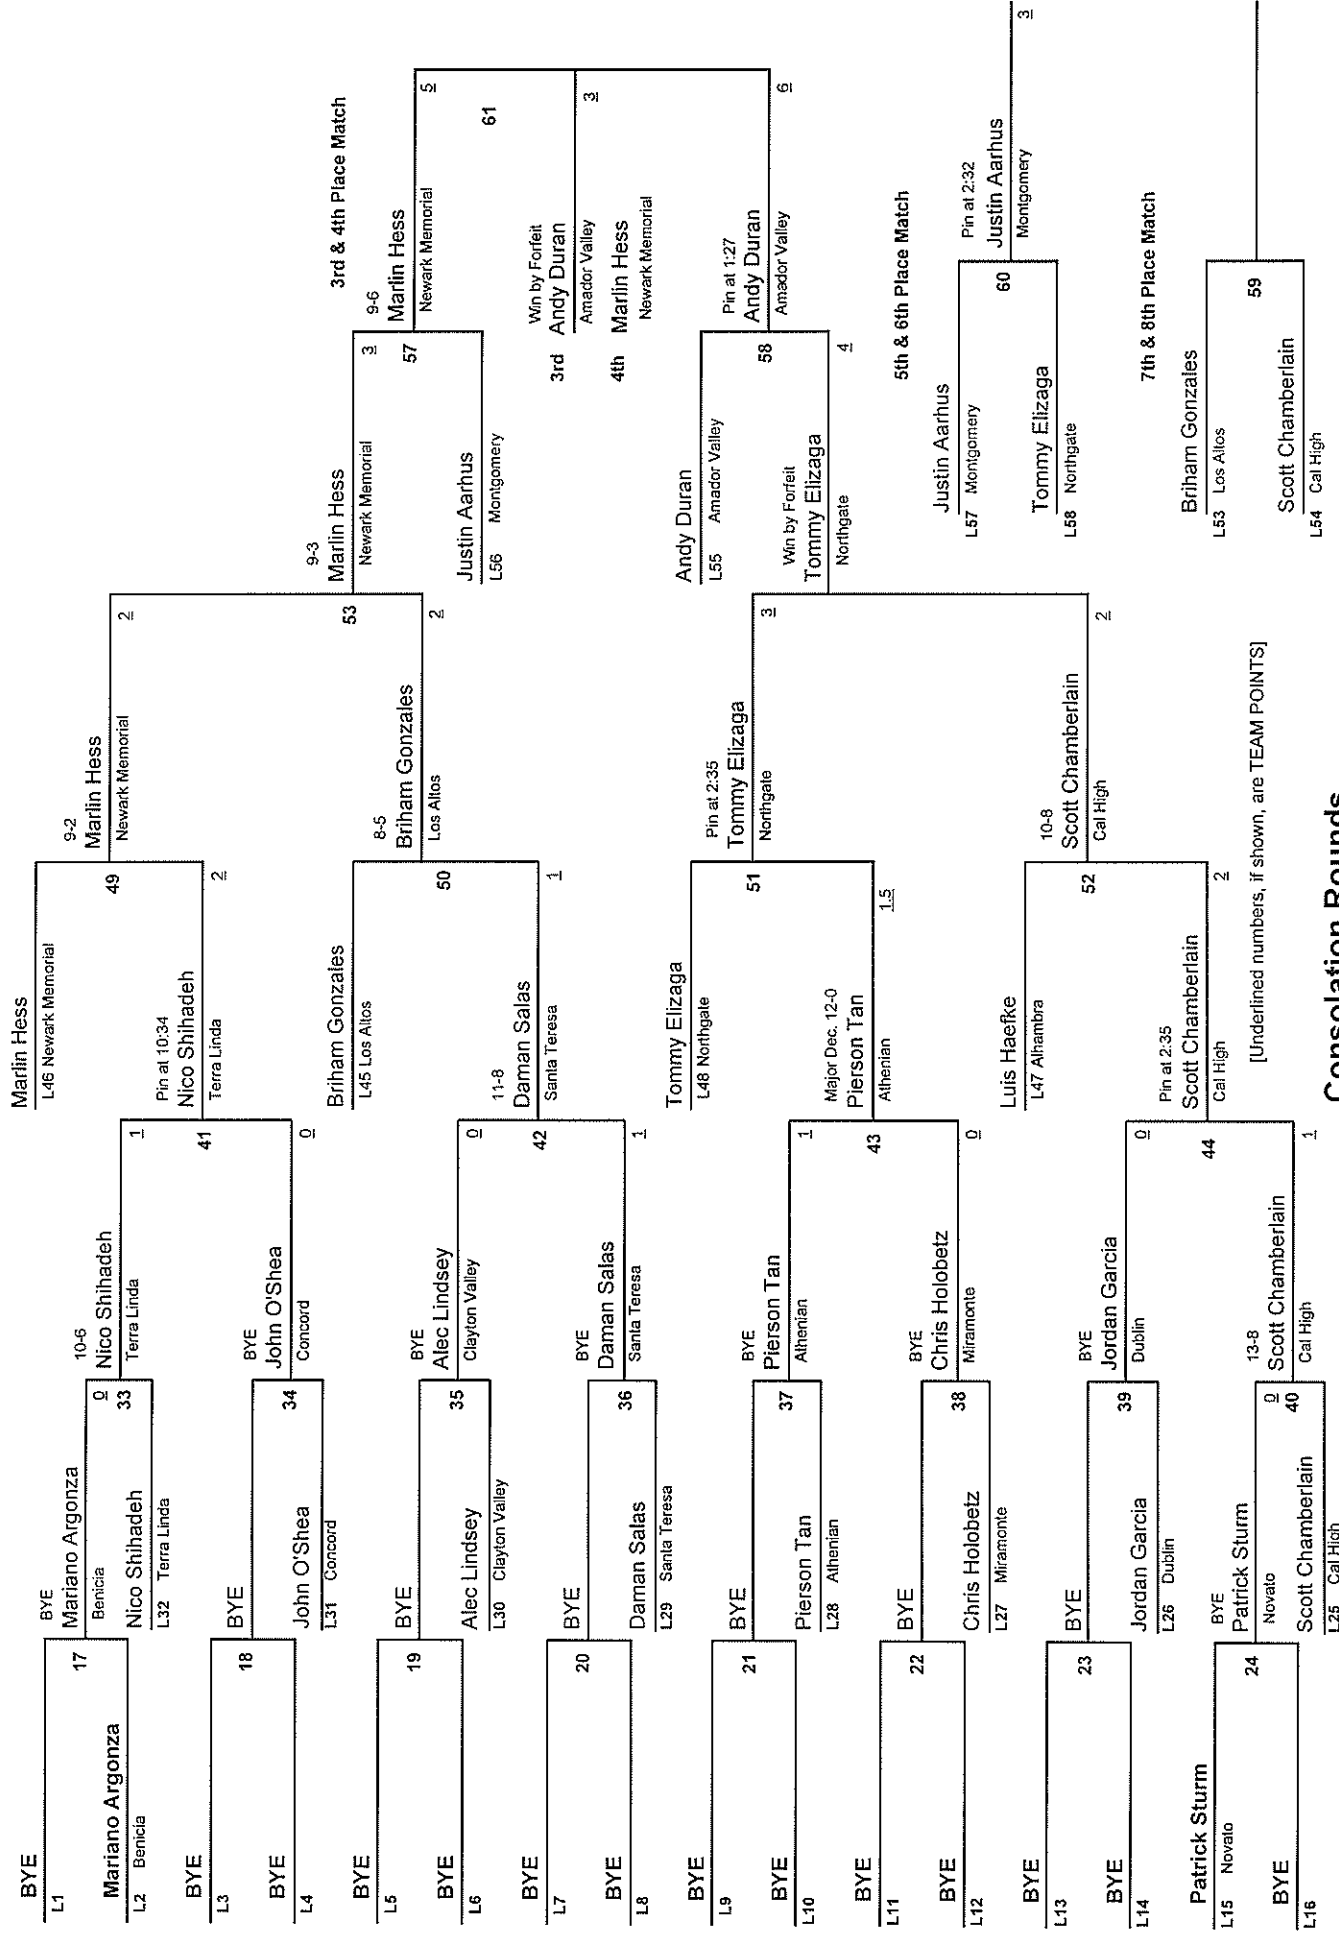 BYE
L1
17
Mariano Argonza
L2 Benicia
BYE
L3
18
BYE
L4
BYE
L5
19
BYE
L6
BYE
L7
20
BYE
L8
BYE
L9
21
BYE
L10
BYE
L11
22
BYE
L12
BYE
L13
23
BYE
L14
Patrick Sturm
L15 Novato
24
BYE
L16
BYE
Mariano Argonza
Benicia
0
33
Nico Shihadeh
L32 Terra Linda
BYE
34
John O'Shea
L31 Concord
BYE
35
Alec Lindsey
L30 Clayton Valley
BYE
36
Daman Salas
L29 Santa Teresa
BYE
37
Pierson Tan
L28 Athenian
BYE
38
Chris Holobetz
L27 Miramonte
BYE
39
Jordan Garcia
L26 Dublin
BYE
Patrick Sturm
Novato
0
40
Scott Chamberlain
L25 Cal High
10-6
Nico Shihadeh
Terra Linda
1
41
BYE
John O'Shea
Concord
0
BYE
Alec Lindsey
Clayton Valley
0
42
BYE
Daman Salas
Santa Teresa
1
BYE
Pierson Tan
Athenian
1
43
BYE
Chris Holobetz
Miramonte
0
BYE
Jordan Garcia
Dublin
0
44
13-8
Scott Chamberlain
Cal High
1
Marlin Hess
L46 Newark Memorial
49
Pin at 10:34
Nico Shihadeh
Terra Linda
2
Briham Gonzales
L45 Los Altos
50
11-8
Daman Salas
Santa Teresa
1
Tommy Elizaga
L48 Northgate
51
Major Dec. 12-0
Pierson Tan
Athenian
1.5
Luis Haefke
L47 Alhambra
52
Pin at 2:35
Scott Chamberlain
Cal High
2
[Underlined numbers, if shown, are TEAM POINTS]
Consolation Rounds
9-2
Marlin Hess
Newark Memorial
2
53
8-5
Briham Gonzales
Los Altos
2
Pin at 2:35
Tommy Elizaga
Northgate
3
10-8
Scott Chamberlain
Cal High
2
9-3
Marlin Hess
Newark Memorial
3
57
Justin Aarhus
L56 Montgomery
Andy Duran
L55 Amador Valley
58
Win by Forfeit
Tommy Elizaga
Northgate
4
3rd & 4th Place Match
9-6
Marlin Hess
Newark Memorial
5
61
Win by Forfeit
3rd Andy Duran
Amador Valley
3
4th Marlin Hess
Newark Memorial
Pin at 1:27
Andy Duran
Amador Valley
6
5th & 6th Place Match
Justin Aarhus
L57 Montgomery
60
Tommy Elizaga
L58 Northgate
Pin at 2:32
Justin Aarhus
Montgomery
3
7th & 8th Place Match
Briham Gonzales
L53 Los Altos
59
Scott Chamberlain
L54 Cal High